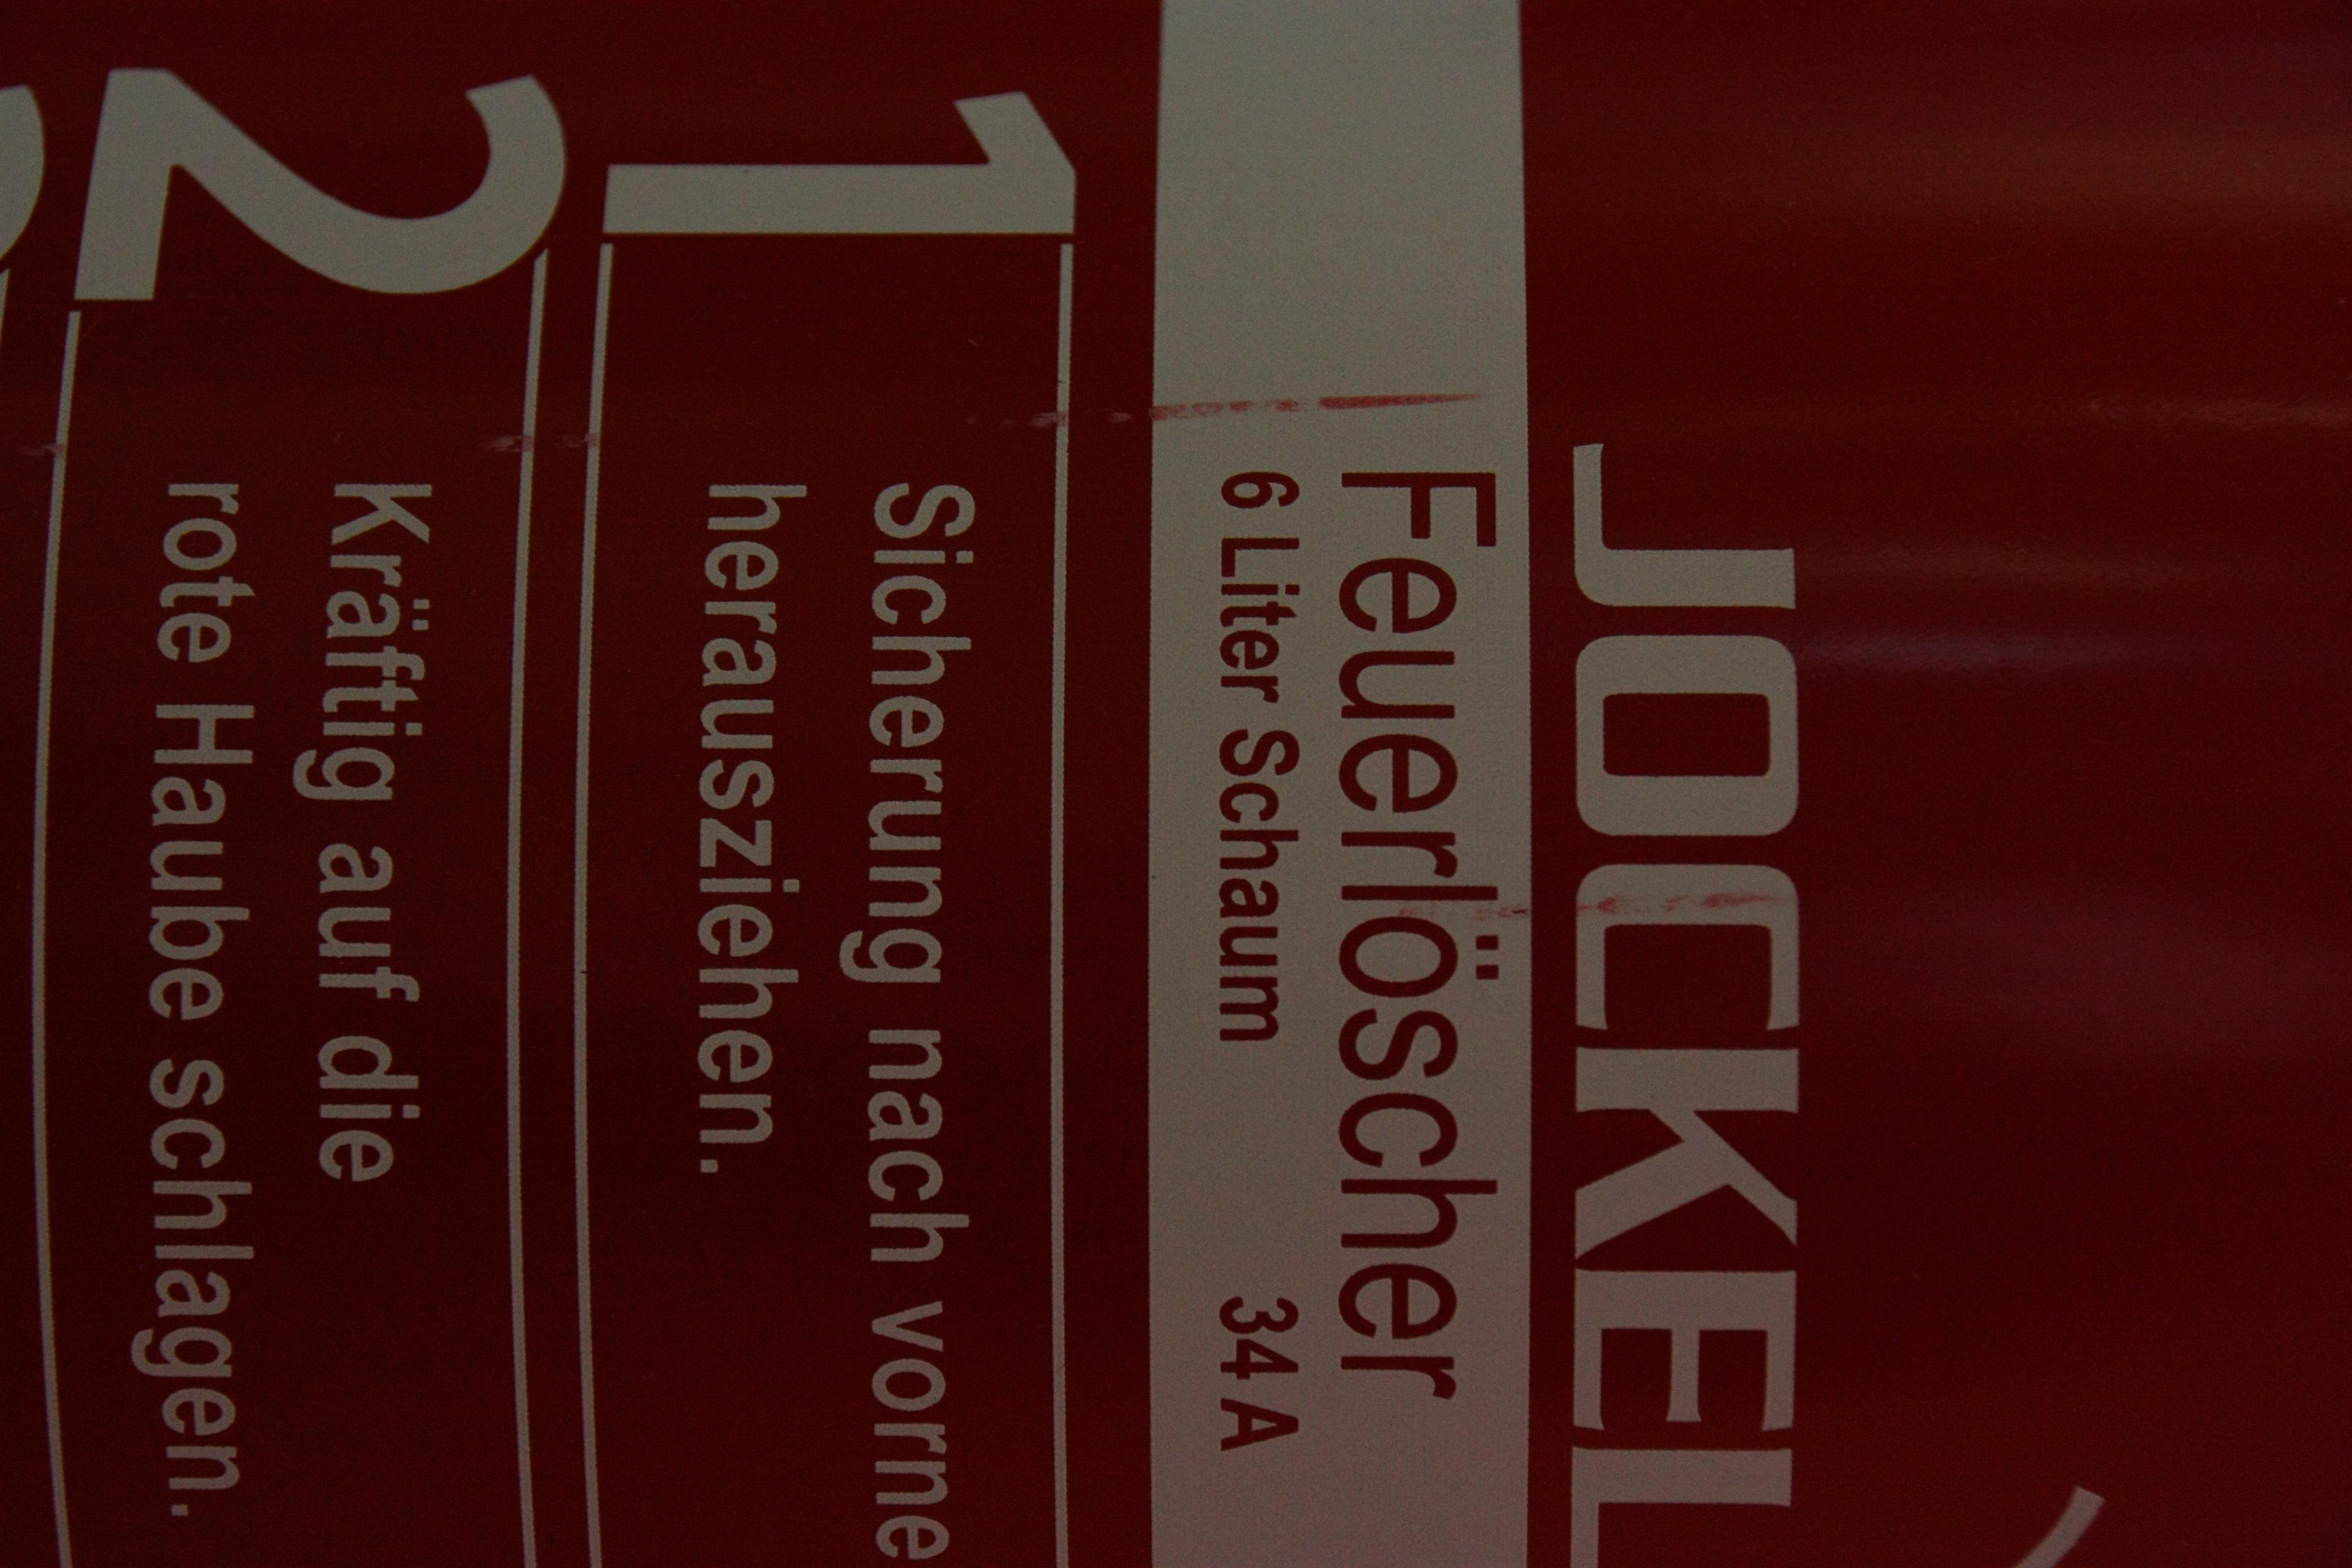 JOCKEL
Feuerlöscher
6 Liter Schaum 34 A
1
Sicherung nach vorne
herausziehen.
2
Kräftig auf die
rote Haube schlagen.